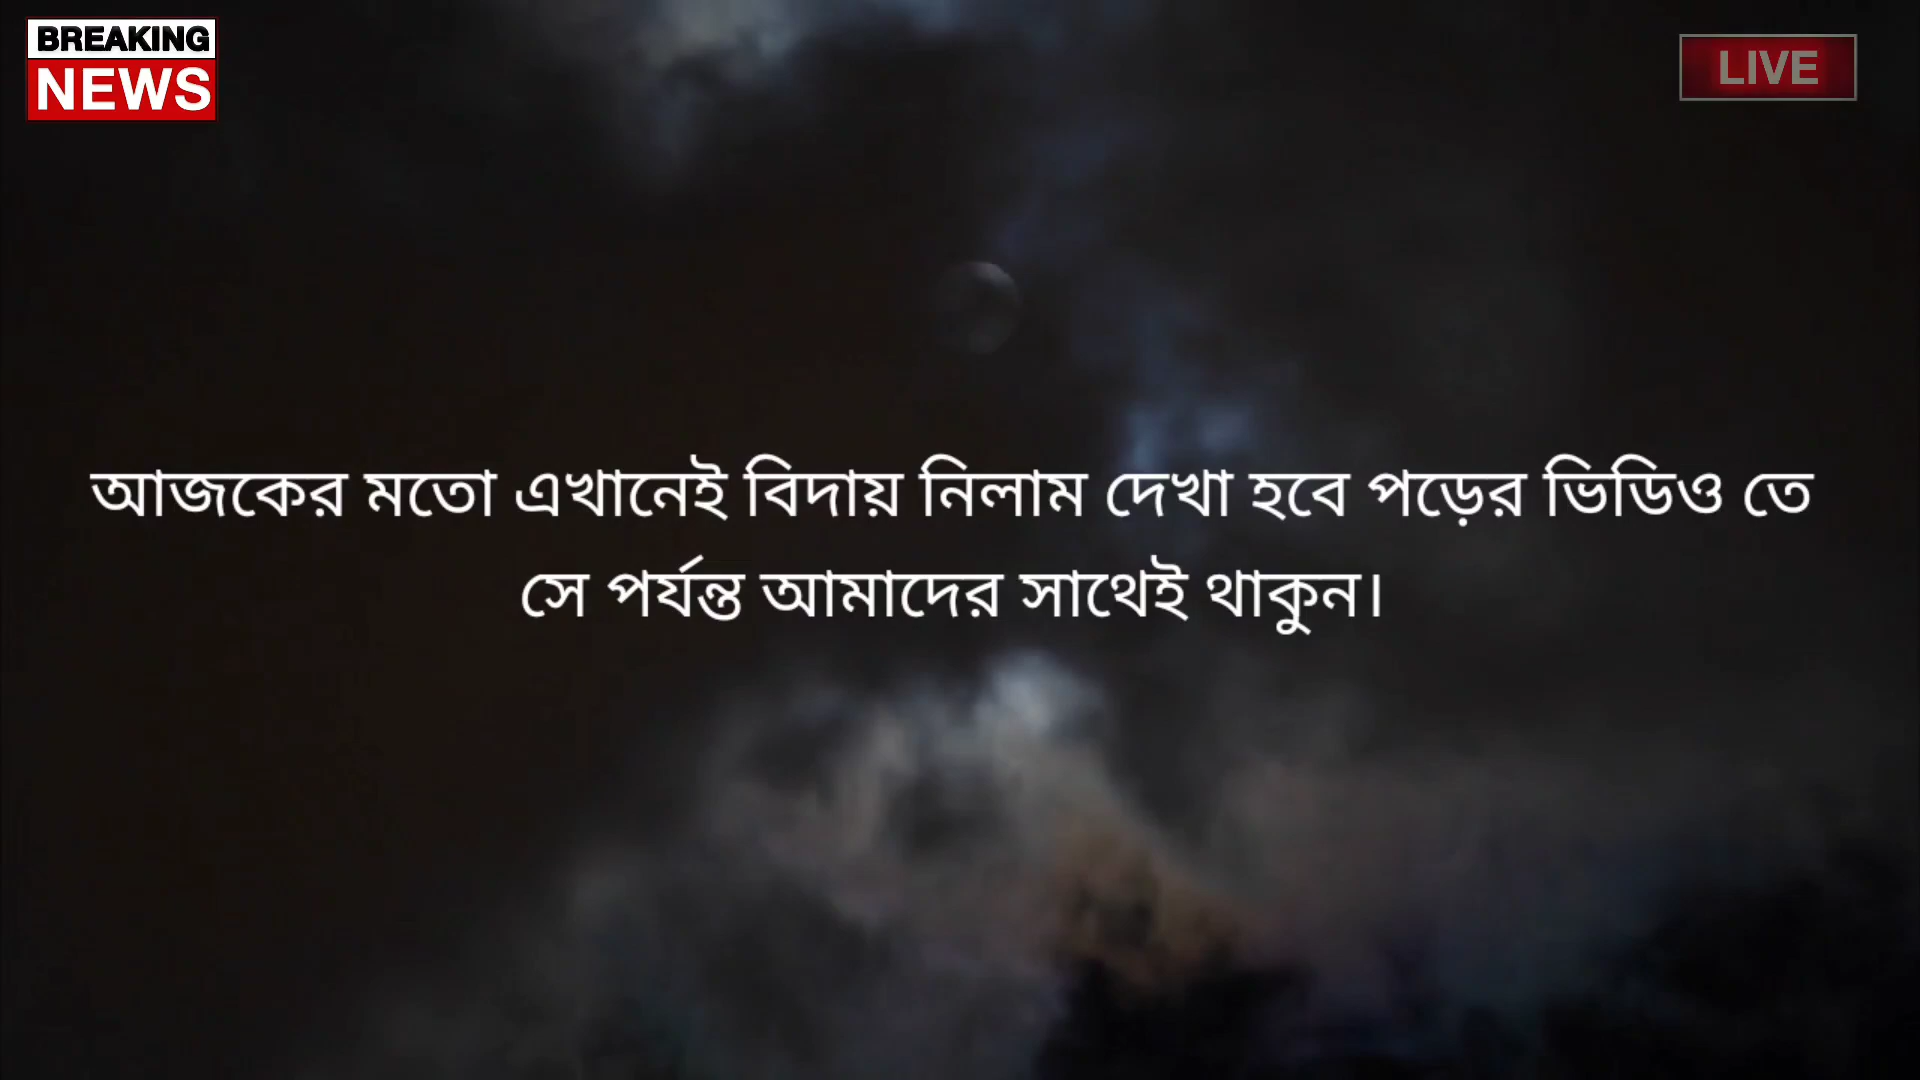 BREAKING
NEWS
LIVE
আজকের মতো এখানেই বিদায় নিলাম দেখা হবে পড়ের ভিডিও তে
সে পর্যন্ত আমাদের সাথেই থাকুন।